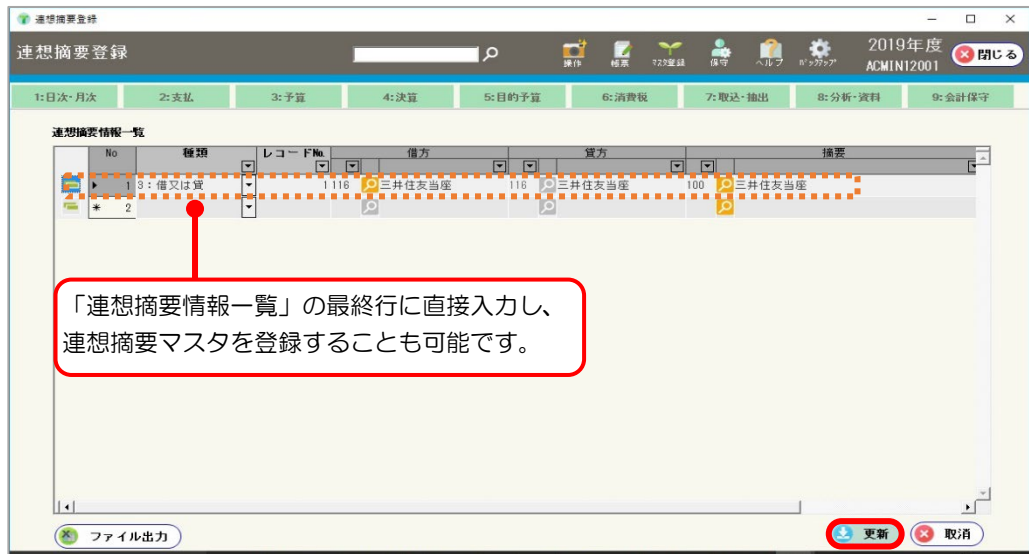 連想摘要登録
連想摘要登録
操作 帳票 マスタ登録 保守 ヘルプ ﾊﾞｯｸｱｯﾌﾟ
2019年度
ACMIN12001
閉じる
1:日次・月次 2:支払 3:予算 4:決算 5:目的予算 6:消費税 7:取込・抽出 8:分析・資料 9:会計保守
連想摘要情報一覧
No 種類 レコードNo. 借方 貸方 摘要
1 3:借又は貸 1 116 三井住友当座 116 三井住友当座 100 三井住友当座
* 2
「連想摘要情報一覧」の最終行に直接入力し、
連想摘要マスタを登録することも可能です。
ファイル出力 更新 取消